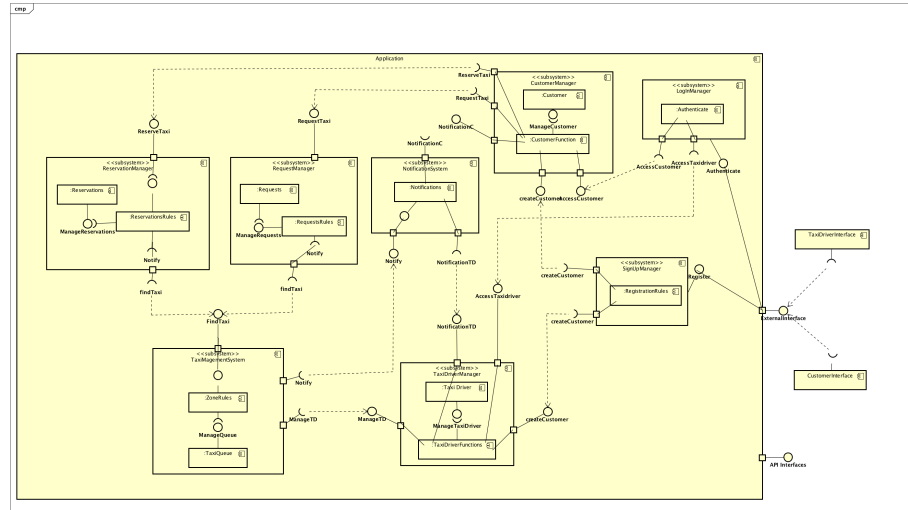 cmp
Application
ReserveTaxi
<<subsystem>>
CustomerManager
:Customer
ManageCustomer
:CustomerFunction
RequestTaxi
NotificationC
<<subsystem>>
LogInManager
:Authenticate
AccessCustomer
AccessTaxidriver
Authenticate
ReserveTaxi
RequestTaxi
NotificationC
createCustomer
AccessCustomer
<<subsystem>>
ReservationManager
:Reservations
:ReservationsRules
ManageReservations
Notify
findTaxi
<<subsystem>>
RequestManager
:Requests
:RequestsRules
ManageRequests
Notify
findTaxi
<<subsystem>>
NotificationSystem
:Notifications
Notify
NotificationTD
AccessTaxidriver
createCustomer
<<subsystem>>
SignUpManager
:RegistrationRules
Register
createCustomer
TaxiDriverInterface
ExternalInterface
CustomerInterface
FindTaxi
NotificationTD
<<subsystem>>
TaxiMagementSystem
:ZoneRules
ManageQueue
:TaxiQueue
Notify
ManageTD
ManageTD
<<subsystem>>
TaxiDriverManager
:Taxi Driver
ManageTaxiDriver
:TaxiDriverFunctions
createCustomer
API Interfaces